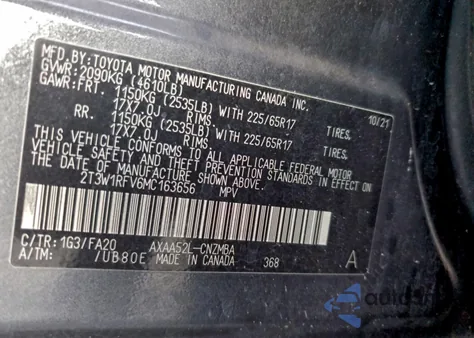 MFD. BY: TOYOTA MOTOR MANUFACTURING CANADA INC.
GVWR: 2090KG (4610LB) 10/21
GAWR: FRT. 1150KG (2535LB) WITH 225/65R17 TIRES,
17X7.0J RIMS
RR. 1150KG (2535LB) WITH 225/65R17 TIRES,
17X7.0J RIMS
THIS VEHICLE CONFORMS TO ALL APPLICABLE FEDERAL MOTOR
VEHICLE SAFETY AND THEFT PREVENTION STANDARDS IN EFFECT ON THE
DATE OF MANUFACTURE SHOWN ABOVE.
2T3W1RFV6MC163656 MPV
C/TR: 1G3/FA20 AXAA52L-CNZMBA A
A/TM: /UB80E MADE IN CANADA 368